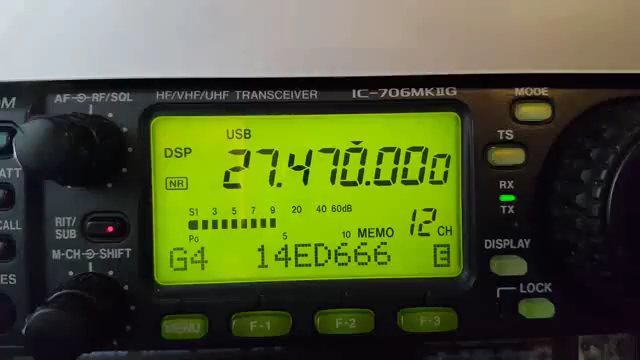 AF-⊙-RF/SQL
HF/VHF/UHF TRANSCEIVER
IC-706MKIIG
MODE
USB
DSP
27.470.000
TS
ATT
NR
RX
TX
S1 3 5 7 9 20 40 60dB
12 CH
CALL
RIT/
SUB
Po 5 10 MEMO
M-CH-⊙-SHIFT
G4 14ED666 E
DISPLAY
LOCK
MENU
F-1
F-2
F-3